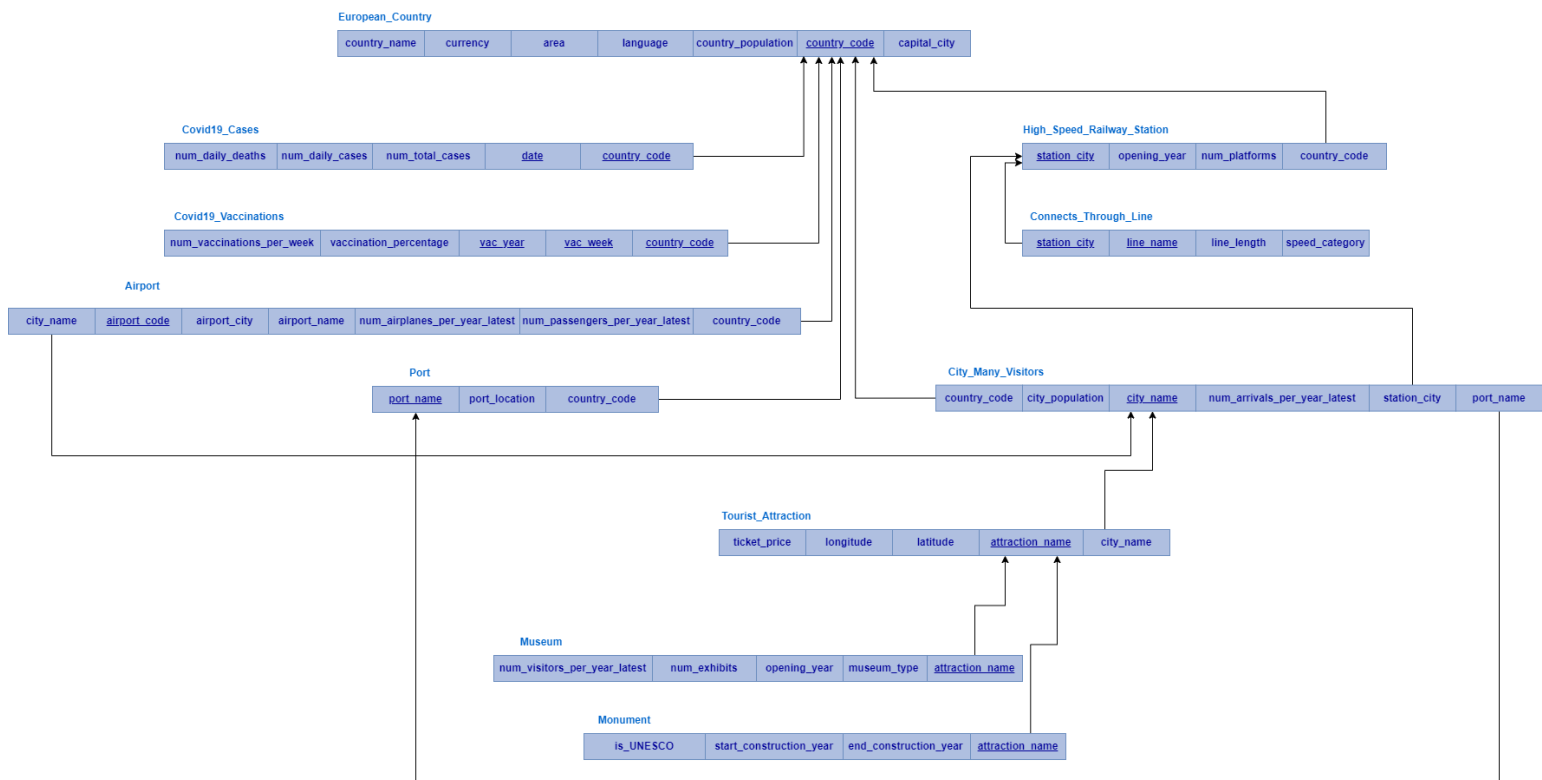 European_Country
country_name currency area language country_population country_code capital_city
Covid19_Cases
num_daily_deaths num_daily_cases num_total_cases date country_code
High_Speed_Railway_Station
station_city opening_year num_platforms country_code
Covid19_Vaccinations
num_vaccinations_per_week vaccination_percentage vac_year vac_week country_code
Connects_Through_Line
station_city line_name line_length speed_category
Airport
city_name airport_code airport_city airport_name num_airplanes_per_year_latest num_passengers_per_year_latest country_code
Port
port_name port_location country_code
City_Many_Visitors
country_code city_population city_name num_arrivals_per_year_latest station_city port_name
Tourist_Attraction
ticket_price longitude latitude attraction_name city_name
Museum
num_visitors_per_year_latest num_exhibits opening_year museum_type attraction_name
Monument
is_UNESCO start_construction_year end_construction_year attraction_name